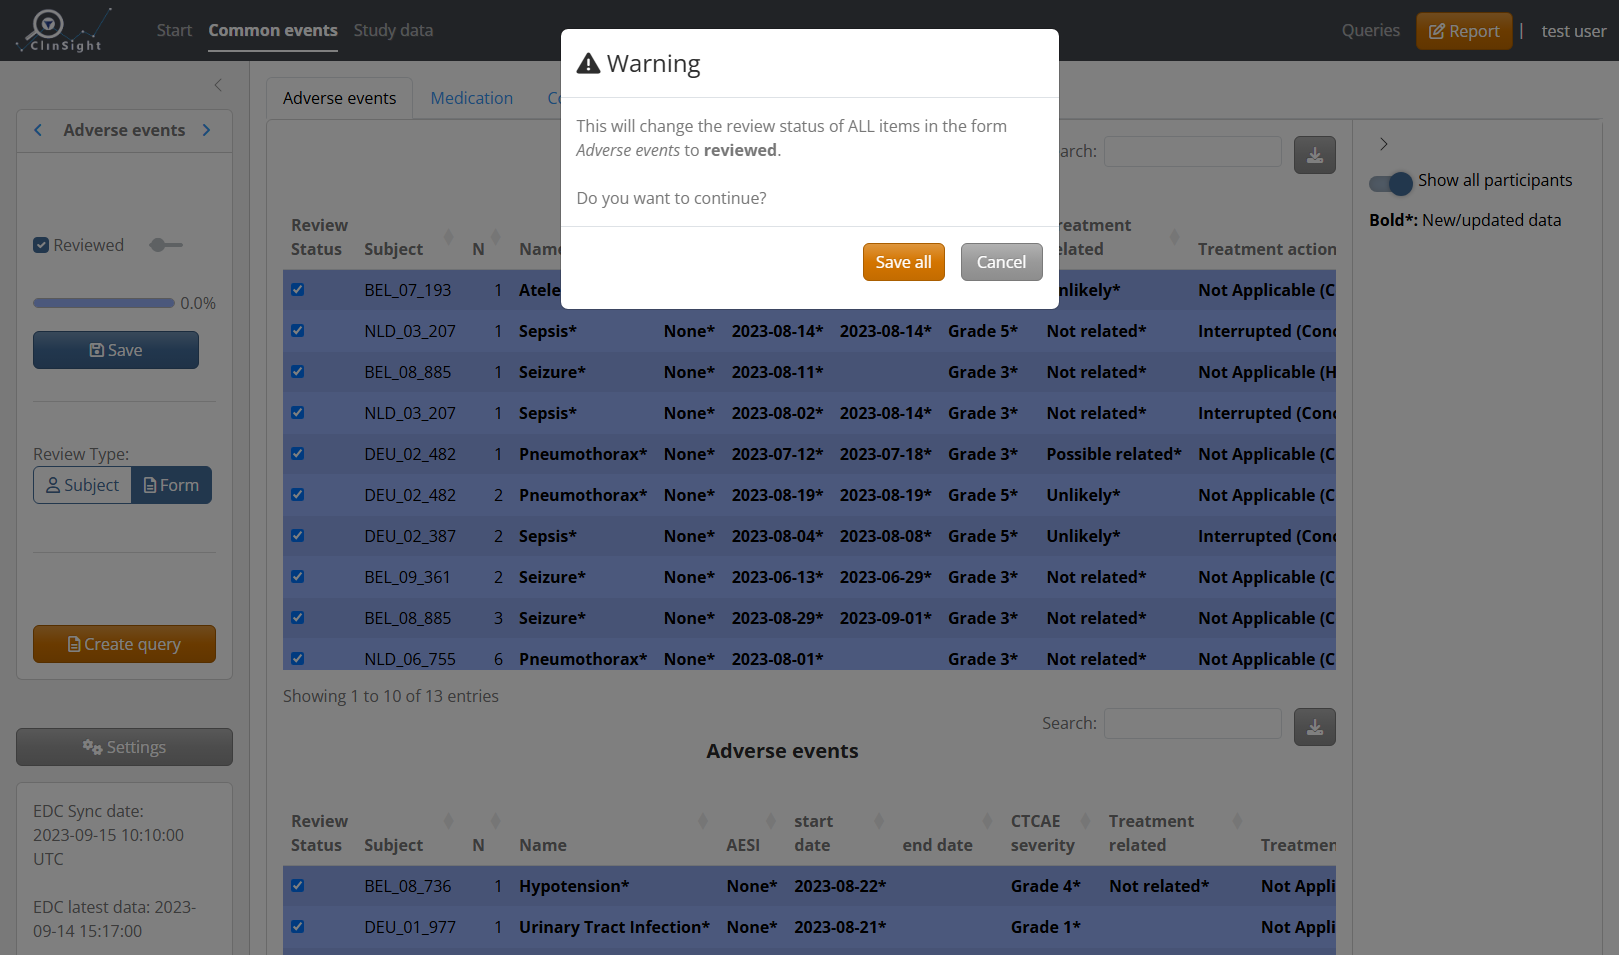 ClinSight
Start Common events Study data
Queries Report | test user
Warning
This will change the review status of ALL items in the form
Adverse events to reviewed.
Do you want to continue?
Save all Cancel
Adverse events
Reviewed
0.0%
Save
Review Type:
Subject Form
Create query
Settings
EDC Sync date:
2023-09-15 10:10:00
UTC
EDC latest data: 2023-
09-14 15:17:00
Adverse events Medication
Show all participants
Bold*: New/updated data
Review
Status Subject N Name Treatment action
BEL_07_193 1 Not Applicable (C
NLD_03_207 1 Sepsis* None* 2023-08-14* 2023-08-14* Grade 5* Not related* Interrupted (Conc
BEL_08_885 1 Seizure* None* 2023-08-11* Grade 3* Not related* Not Applicable (H
NLD_03_207 1 Sepsis* None* 2023-08-02* 2023-08-14* Grade 3* Not related* Interrupted (Conc
DEU_02_482 1 Pneumothorax* None* 2023-07-12* 2023-07-18* Grade 3* Possible related* Not Applicable (C
DEU_02_482 2 Pneumothorax* None* 2023-08-19* 2023-08-19* Grade 5* Unlikely* Not Applicable (C
DEU_02_387 2 Sepsis* None* 2023-08-04* 2023-08-08* Grade 5* Unlikely* Interrupted (Conc
BEL_09_361 2 Seizure* None* 2023-06-13* 2023-06-29* Grade 3* Not related* Not Applicable (C
BEL_08_885 3 Seizure* None* 2023-08-29* 2023-09-01* Grade 3* Not related* Not Applicable (C
NLD_06_755 6 Pneumothorax* None* 2023-08-01* Grade 3* Not related* Not Applicable (C
Showing 1 to 10 of 13 entries
Search:
Adverse events
Review start CTCAE Treatment
Status Subject N Name AESI date end date severity related Treatmen
BEL_08_736 1 Hypotension* None* 2023-08-22* Grade 4* Not related* Not Appli
DEU_01_977 1 Urinary Tract Infection* None* 2023-08-21* Grade 1* Not Appli